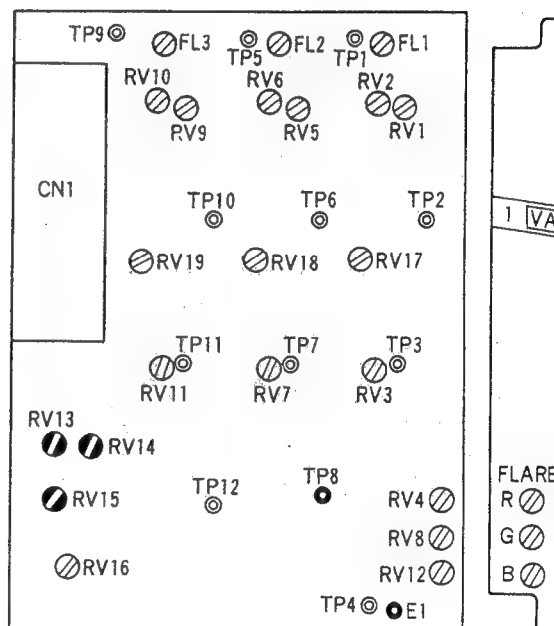 TP9 FL3 TP5 FL2 TP1 FL1
RV10 RV6 RV2
RV9 RV5 RV1
CN1
TP10 TP6 TP2
1 VA
RV19 RV18 RV17
TP11 TP7 TP3
RV11 RV7 RV3
RV13
RV14
FLARE
TP12 TP8
RV15 RV4 R
RV8 G
RV16 RV12 B
TP4 E1